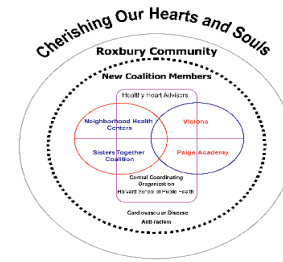 Cherishing Our Hearts and Souls
Roxbury Community
New Coalition Members
Healthy Heart Advisers
Neighborhood Health
Centers
Visions
Sisters Together
Coalition
Paige Academy
Central Coordinating
Organization
Harvard School of Public Health
Cardiovascular Disease
Anti-racism